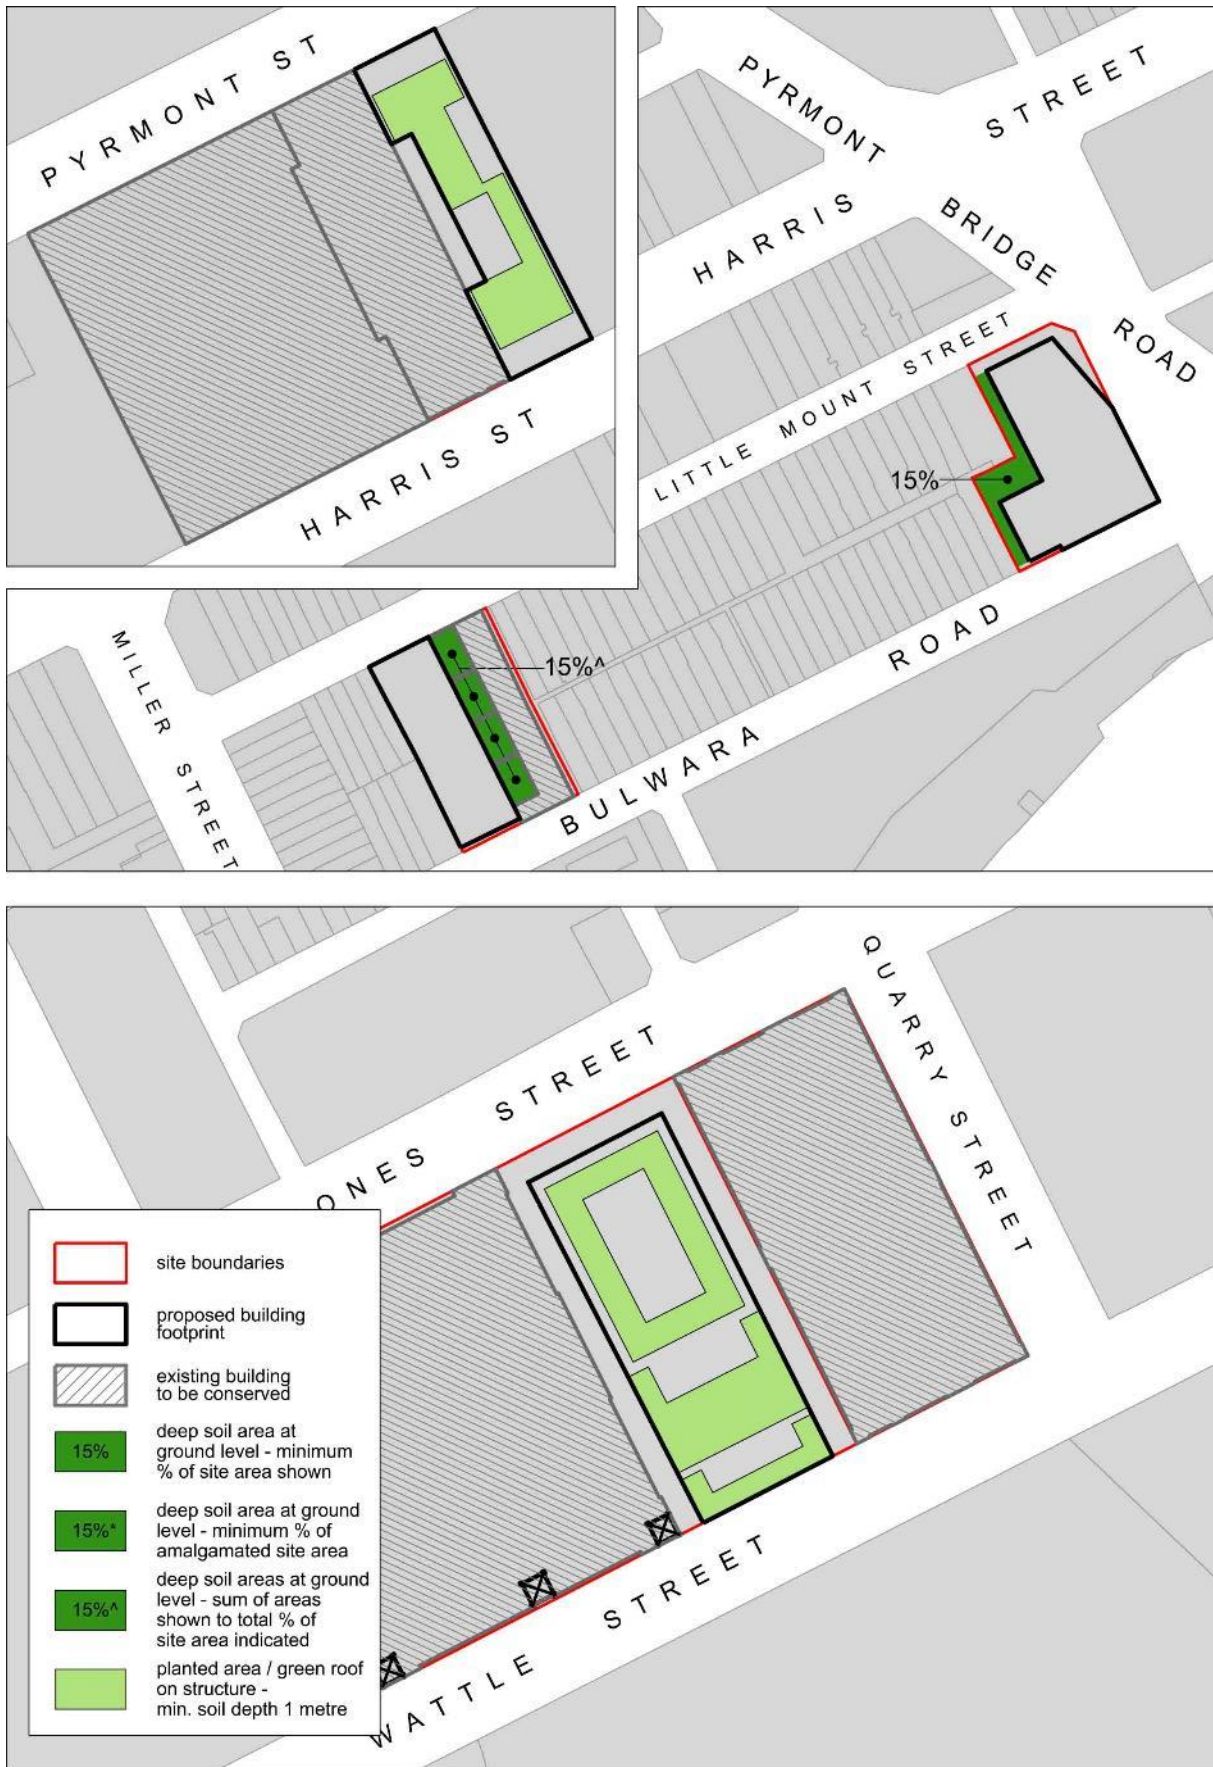 PYRMONT ST
HARRIS ST
PYRMONT
BRIDGE
ROAD
HARRIS STREET
LITTLE MOUNT STREET
15%
MILLER STREET
15%^
BULWARA ROAD
QUARRY STREET
ONES STREET
WATTLE STREET
site boundaries
proposed building
footprint
existing building
to be conserved
15%
deep soil area at
ground level - minimum
% of site area shown
15%*
deep soil area at ground
level - minimum % of
amalgamated site area
15%^
deep soil areas at ground
level - sum of areas
shown to total % of
site area indicated
planted area / green roof
on structure -
min. soil depth 1 metre